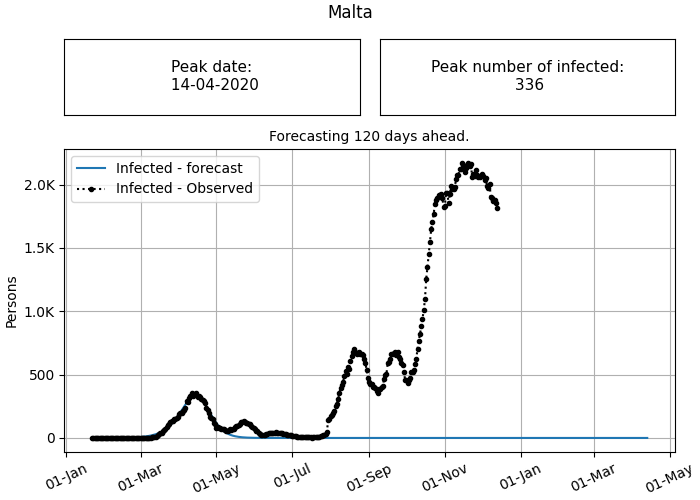 Malta
Peak date:
14-04-2020
Peak number of infected:
336
Forecasting 120 days ahead.
Infected - forecast
Infected - Observed
Persons
2.0K
1.5K
1.0K
500
0
01-Jan
01-Mar
01-May
01-Jul
01-Sep
01-Nov
01-Jan
01-Mar
01-May